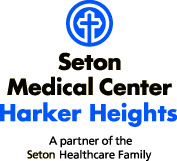 Seton
Medical Center
Harker Heights
A partner of the
Seton Healthcare Family